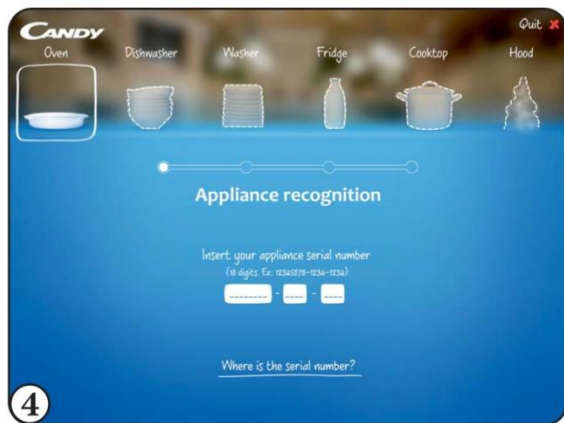 CANDY
Quit ✖
Oven Dishwasher Washer Fridge Cooktop Hood
Appliance recognition
Insert your appliance serial number
(16 digits. Ex: 12345678-1234-1234)
-------- - ---- - ----
Where is the serial number?
4